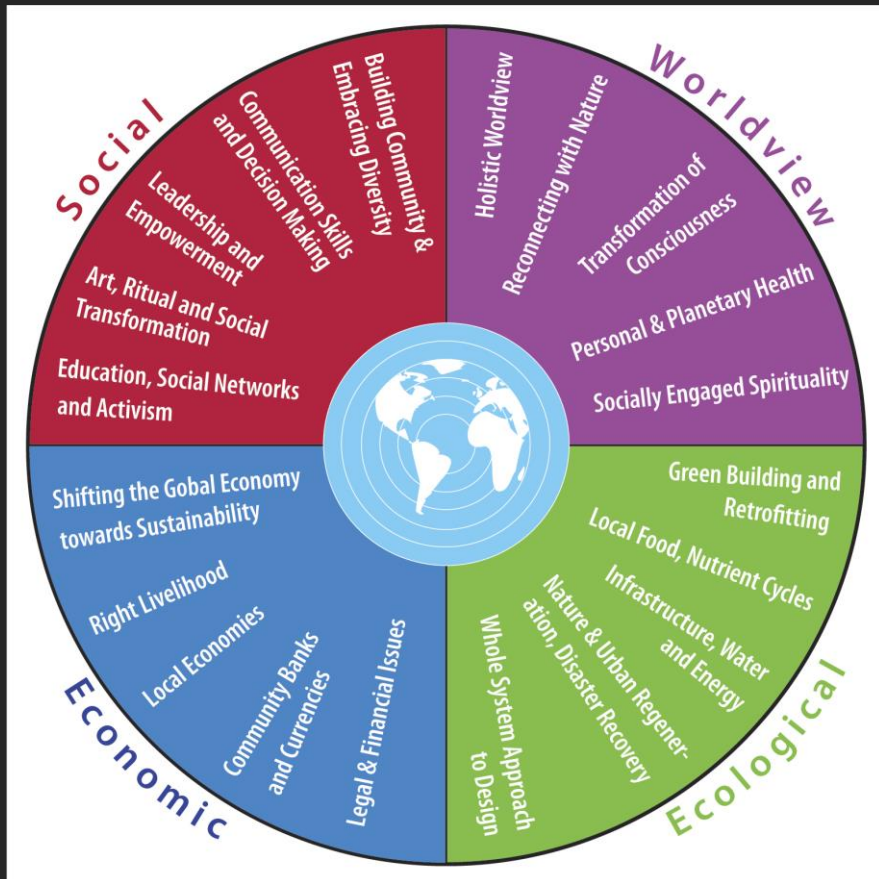 Social
Building Community &
Embracing Diversity
Communication Skills
and Decision Making
Leadership and
Empowerment
Art, Ritual and Social
Transformation
Education, Social Networks
and Activism
Worldview
Holistic Worldview
Reconnecting with Nature
Transformation of
Consciousness
Personal & Planetary Health
Socially Engaged Spirituality
Economic
Shifting the Gobal Economy
towards Sustainability
Right Livelihood
Local Economies
Community Banks
and Currencies
Legal & Financial Issues
Ecological
Green Building and
Retrofitting
Local Food, Nutrient Cycles
Infrastructure, Water
and Energy
Nature & Urban Regener-
ation, Disaster Recovery
Whole System Approach
to Design